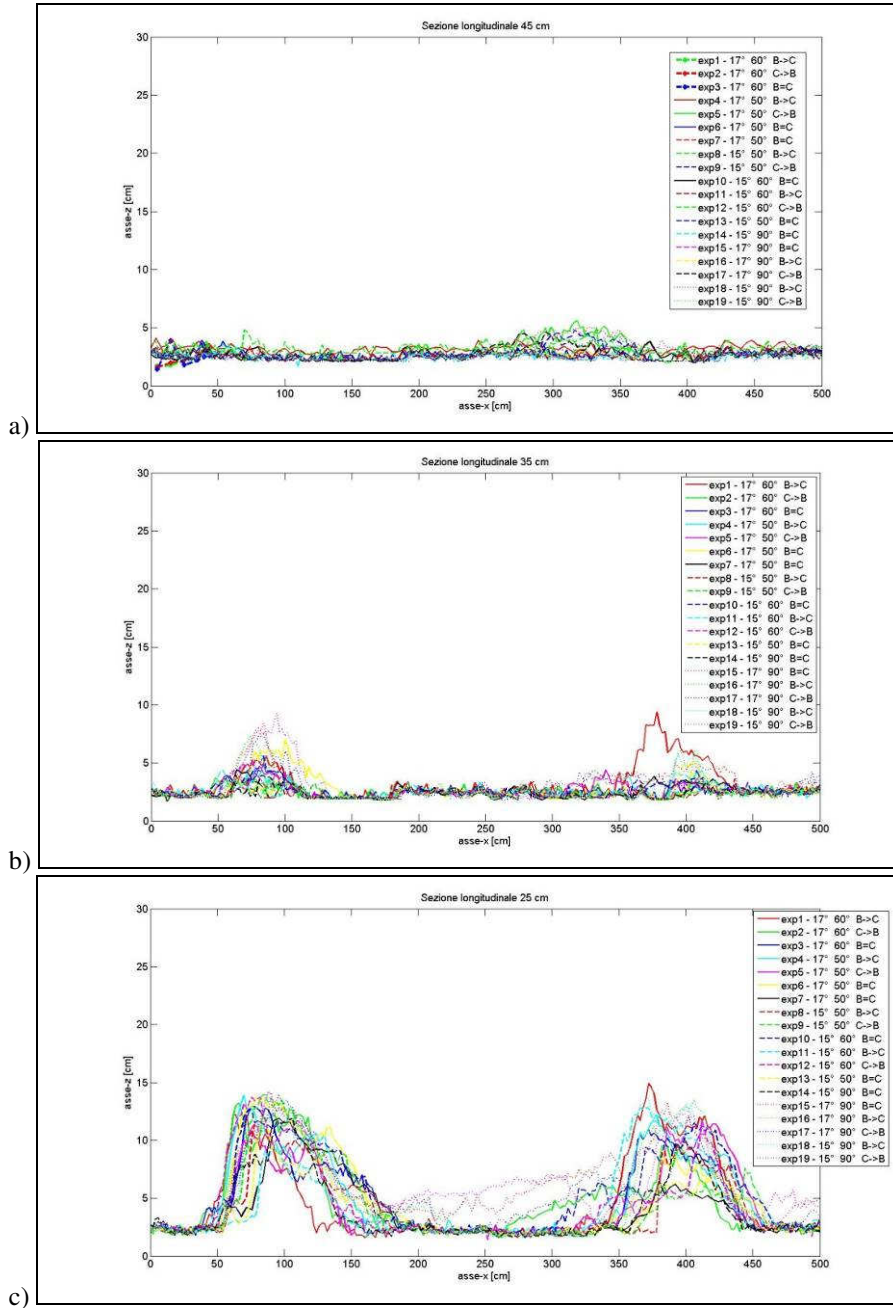 Sezione longitudinale 45 cm
30
25
20
15
10
5
0
asse-z [cm]
exp1 - 17° 60° B->C
exp2 - 17° 60° C->B
exp3 - 17° 60° B=C
exp4 - 17° 50° B->C
exp5 - 17° 50° C->B
exp6 - 17° 50° B=C
exp7 - 17° 50° B=C
exp8 - 15° 50° B->C
exp9 - 15° 50° C->B
exp10 - 15° 60° B=C
exp11 - 15° 60° B->C
exp12 - 15° 60° C->B
exp13 - 15° 50° B=C
exp14 - 15° 90° B=C
exp15 - 17° 90° B=C
exp16 - 17° 90° B->C
exp17 - 17° 90° C->B
exp18 - 15° 90° B->C
exp19 - 15° 90° C->B
0 50 100 150 200 250 300 350 400 450 500
asse-x [cm]
a)
Sezione longitudinale 35 cm
30
25
20
15
10
5
0
asse-z [cm]
exp1 - 17° 60° B->C
exp2 - 17° 60° C->B
exp3 - 17° 60° B=C
exp4 - 17° 50° B->C
exp5 - 17° 50° C->B
exp6 - 17° 50° B=C
exp7 - 17° 50° B=C
exp8 - 15° 50° B->C
exp9 - 15° 50° C->B
exp10 - 15° 60° B=C
exp11 - 15° 60° B->C
exp12 - 15° 60° C->B
exp13 - 15° 50° B=C
exp14 - 15° 90° B=C
exp15 - 17° 90° B=C
exp16 - 17° 90° B->C
exp17 - 17° 90° C->B
exp18 - 15° 90° B->C
exp19 - 15° 90° C->B
0 50 100 150 200 250 300 350 400 450 500
asse-x [cm]
b)
Sezione longitudinale 25 cm
30
25
20
15
10
5
0
asse-z [cm]
exp1 - 17° 60° B->C
exp2 - 17° 60° C->B
exp3 - 17° 60° B=C
exp4 - 17° 50° B->C
exp5 - 17° 50° C->B
exp6 - 17° 50° B=C
exp7 - 17° 50° B=C
exp8 - 15° 50° B->C
exp9 - 15° 50° C->B
exp10 - 15° 60° B=C
exp11 - 15° 60° B->C
exp12 - 15° 60° C->B
exp13 - 15° 50° B=C
exp14 - 15° 90° B=C
exp15 - 17° 90° B=C
exp16 - 17° 90° B->C
exp17 - 17° 90° C->B
exp18 - 15° 90° B->C
exp19 - 15° 90° C->B
0 50 100 150 200 250 300 350 400 450 500
asse-x [cm]
c)